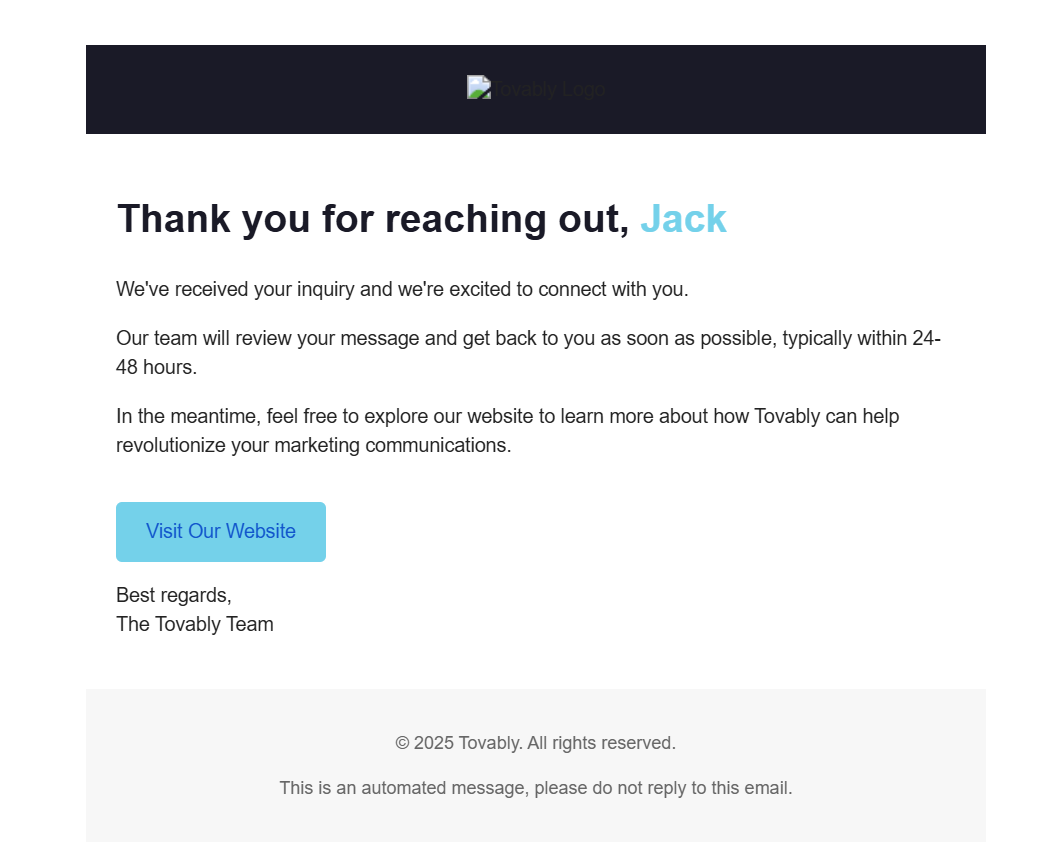 Tovably Logo
Thank you for reaching out, Jack
We've received your inquiry and we're excited to connect with you.
Our team will review your message and get back to you as soon as possible, typically within 24-
48 hours.
In the meantime, feel free to explore our website to learn more about how Tovably can help
revolutionize your marketing communications.
Visit Our Website
Best regards,
The Tovably Team
© 2025 Tovably. All rights reserved.
This is an automated message, please do not reply to this email.